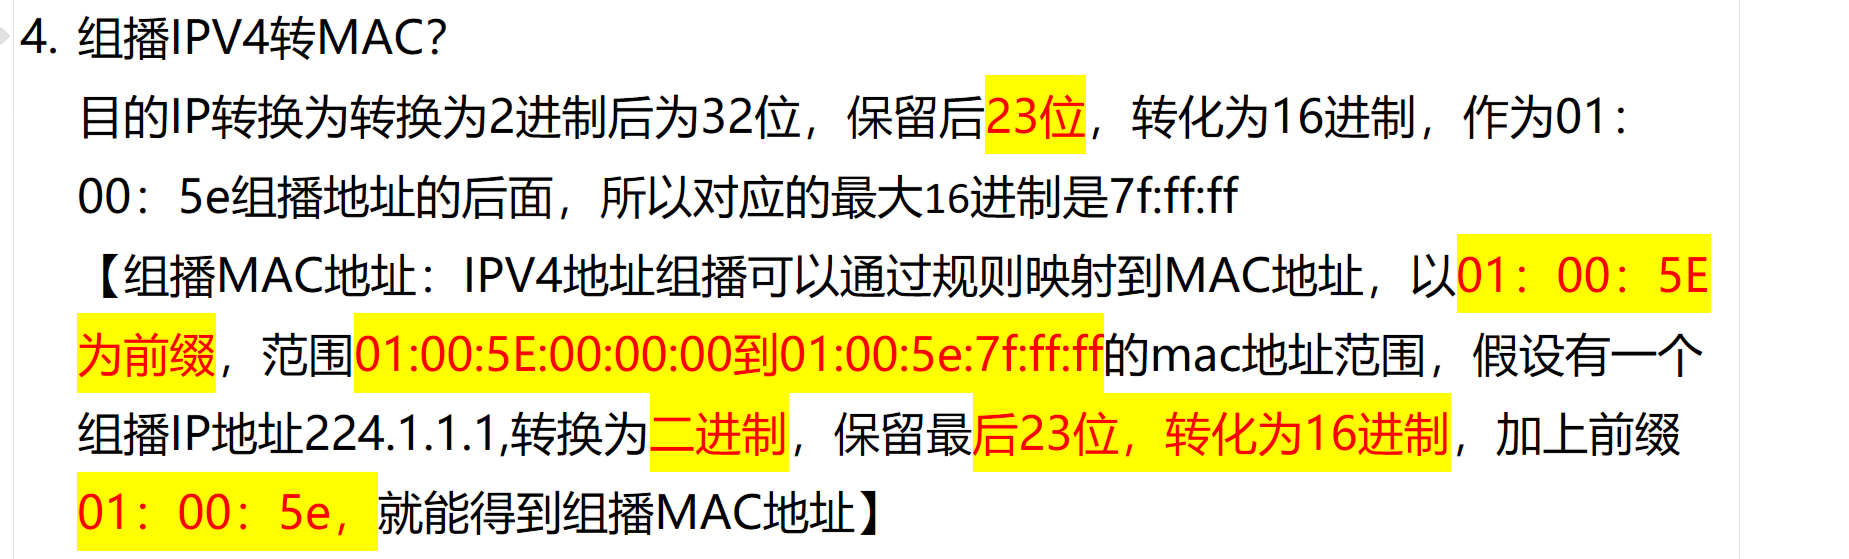 4. 组播IPV4转MAC？
目的IP转换为转换为2进制后为32位，保留后23位，转化为16进制，作为01：
00：5e组播地址的后面，所以对应的最大16进制是7f:ff:ff
【组播MAC地址：IPV4地址组播可以通过规则映射到MAC地址，以01：00：5E
为前缀，范围01:00:5E:00:00:00到01:00:5e:7f:ff:ff的mac地址范围，假设有一个
组播IP地址224.1.1.1,转换为二进制，保留最后23位，转化为16进制，加上前缀
01：00：5e，就能得到组播MAC地址】